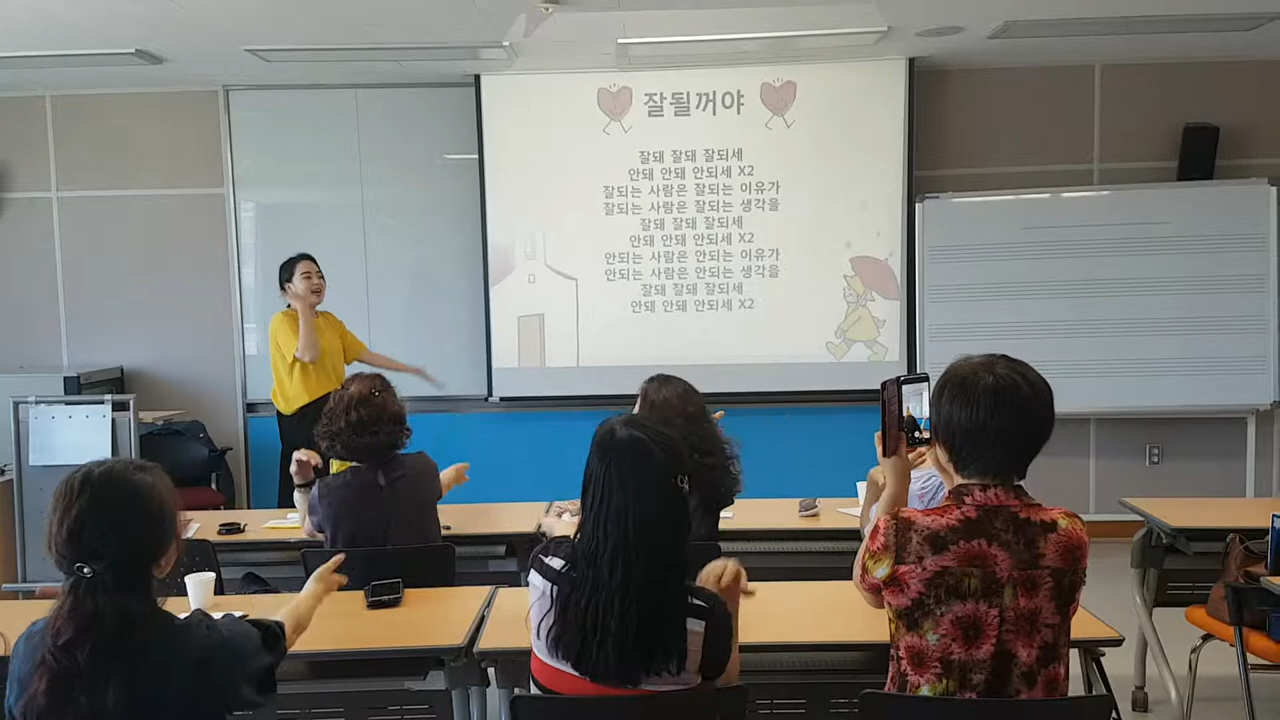 잘될꺼야
잘돼 잘돼 잘되세
안돼 안돼 안되세 X2
잘되는 사람은 잘되는 이유가
잘되는 사람은 잘되는 생각을
잘돼 잘돼 잘되세
안돼 안돼 안되세 X2
안되는 사람은 안되는 이유가
안되는 사람은 안되는 생각을
잘돼 잘돼 잘되세
안돼 안돼 안되세 X2